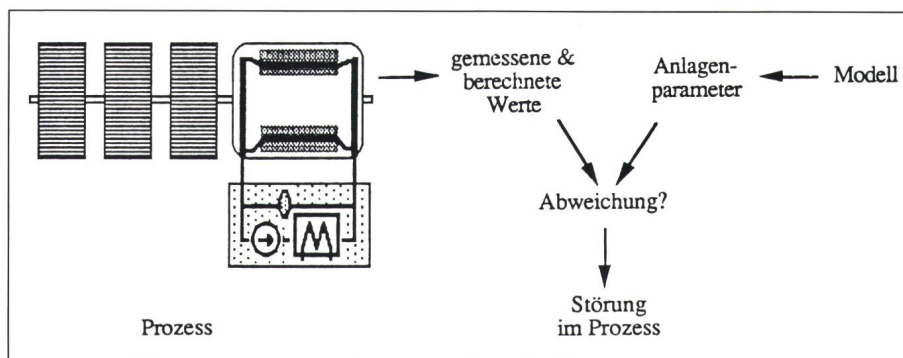 gemessene &
berechnete
Werte
Anlagen-
parameter
Modell
Abweichung?
Störung
im Prozess
Prozess